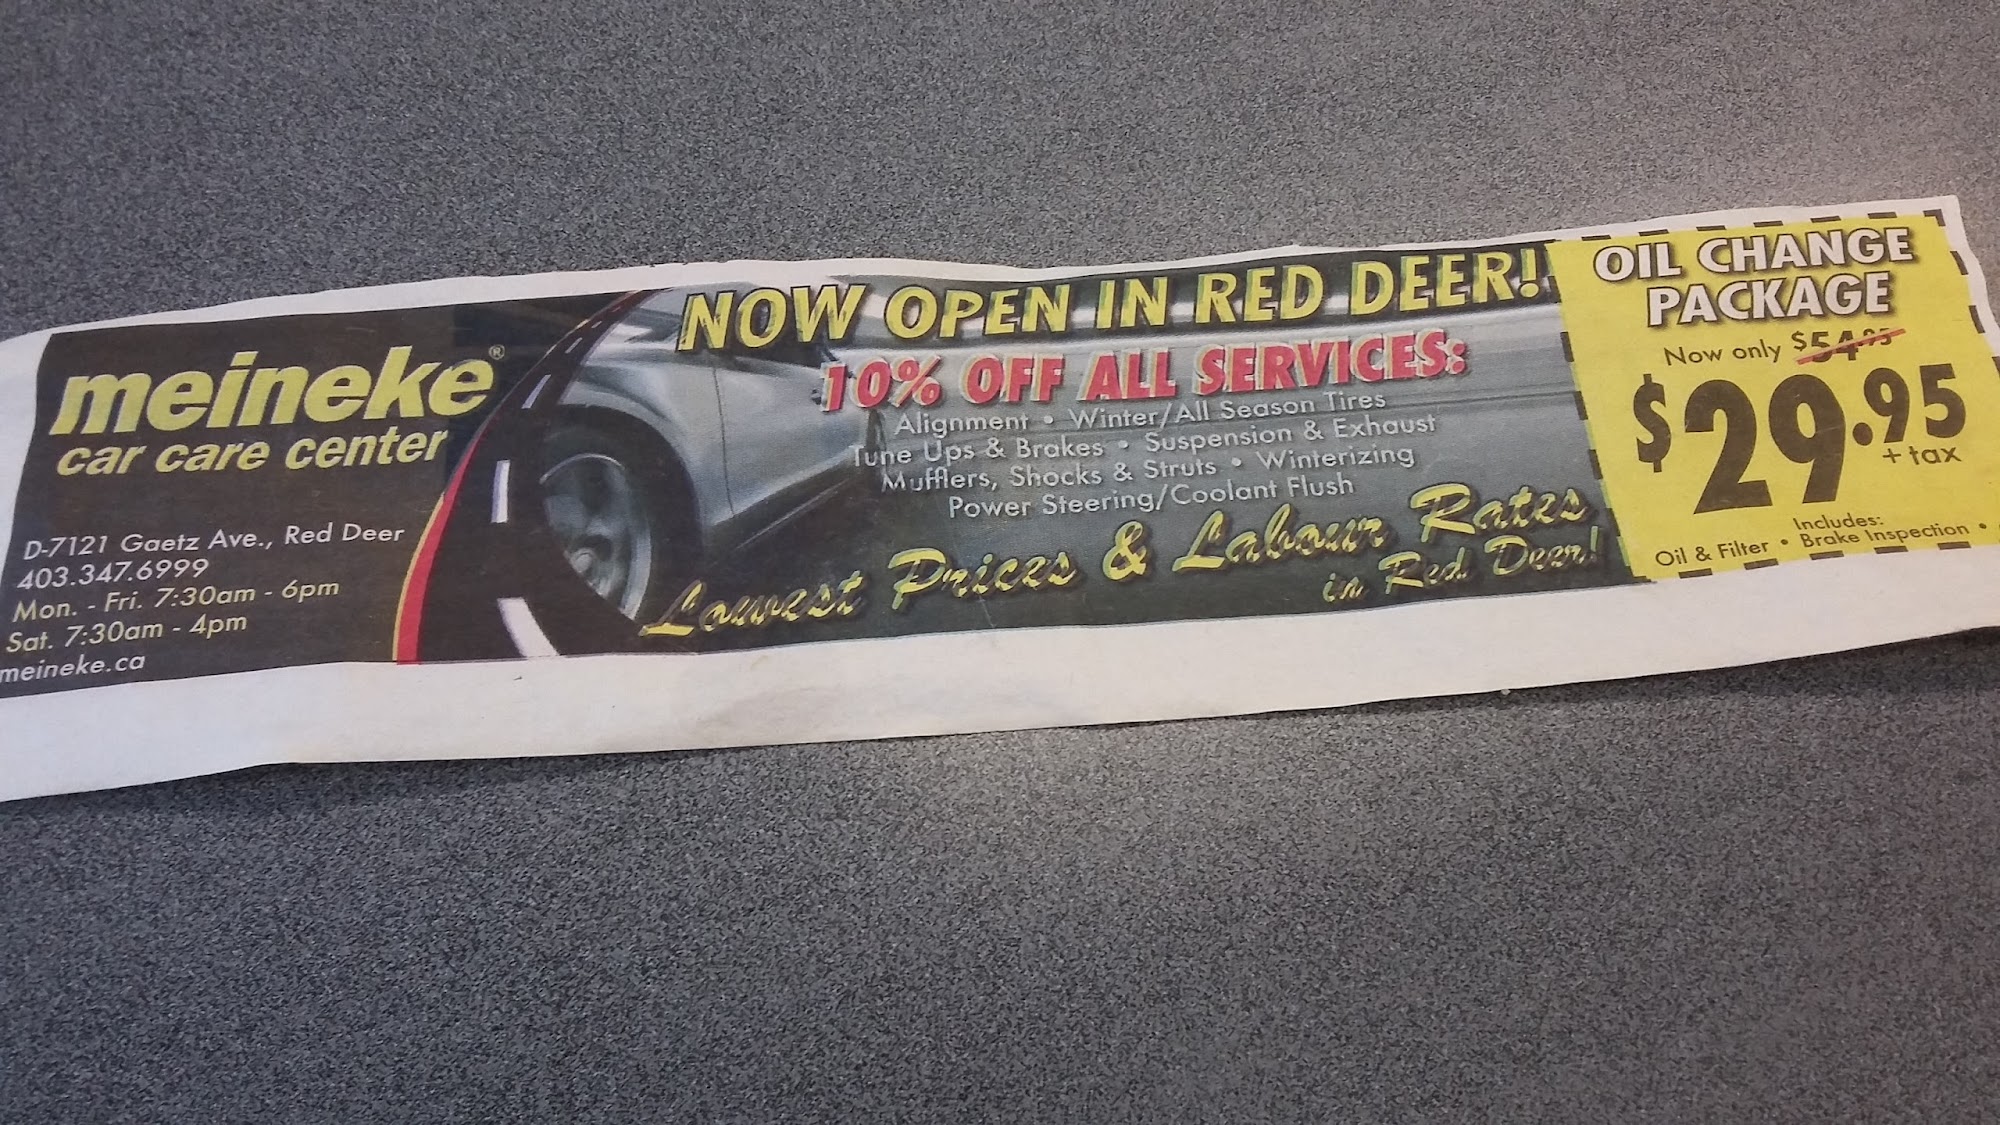 meineke®
car care center
D-7121 Gaetz Ave., Red Deer
403.347.6999
Mon. - Fri. 7:30am - 6pm
Sat. 7:30am - 4pm
meineke.ca
NOW OPEN IN RED DEER!
10% OFF ALL SERVICES:
Alignment • Winter/All Season Tires
Tune Ups & Brakes • Suspension & Exhaust
Mufflers, Shocks & Struts • Winterizing
Power Steering/Coolant Flush
Lowest Prices & Labour Rates
in Red Deer!
OIL CHANGE
PACKAGE
Now only $54.95
$29.95
+ tax
Includes:
Oil & Filter • Brake Inspection •